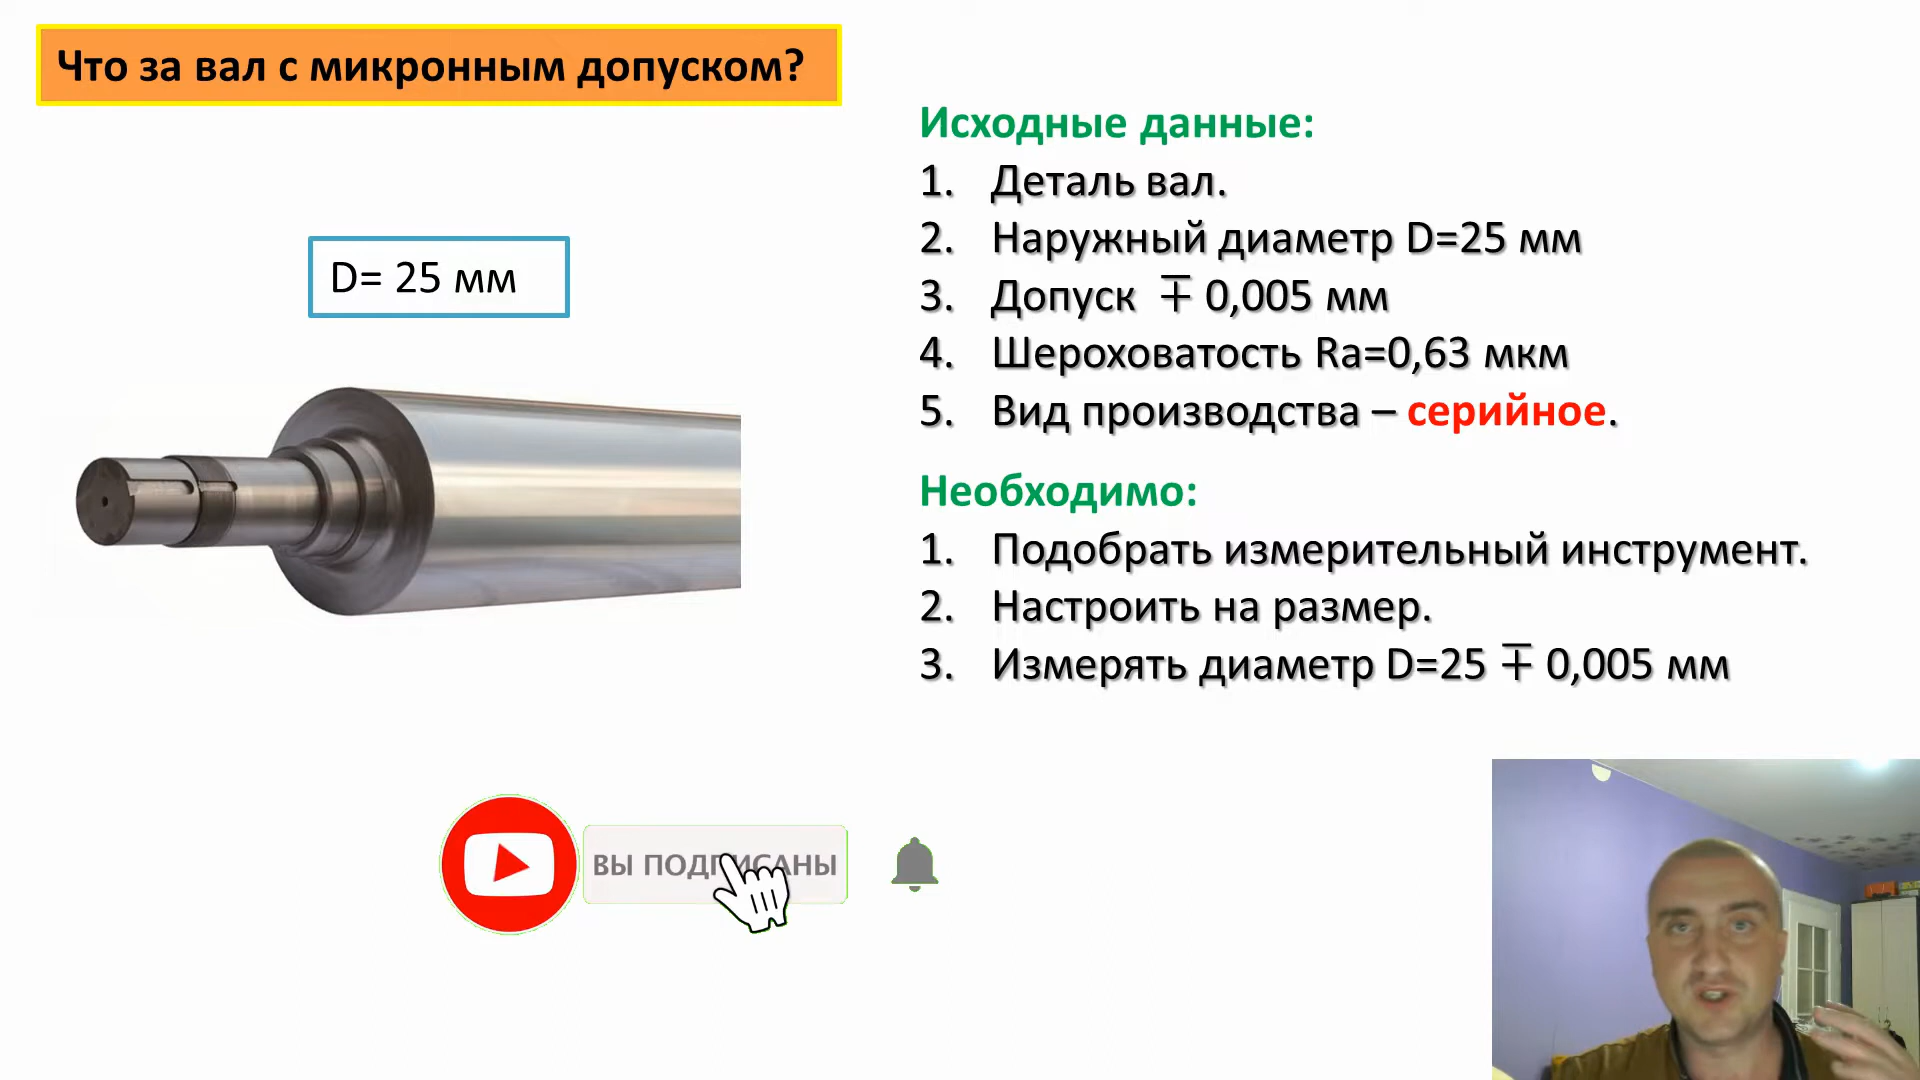 Что за вал с микронным допуском?
D= 25 мм
Исходные данные:
1. Деталь вал.
2. Наружный диаметр D=25 мм
3. Допуск ∓ 0,005 мм
4. Шероховатость Ra=0,63 мкм
5. Вид производства – серийное.
Необходимо:
1. Подобрать измерительный инструмент.
2. Настроить на размер.
3. Измерять диаметр D=25 ∓ 0,005 мм
ВЫ ПОДПИСАНЫ